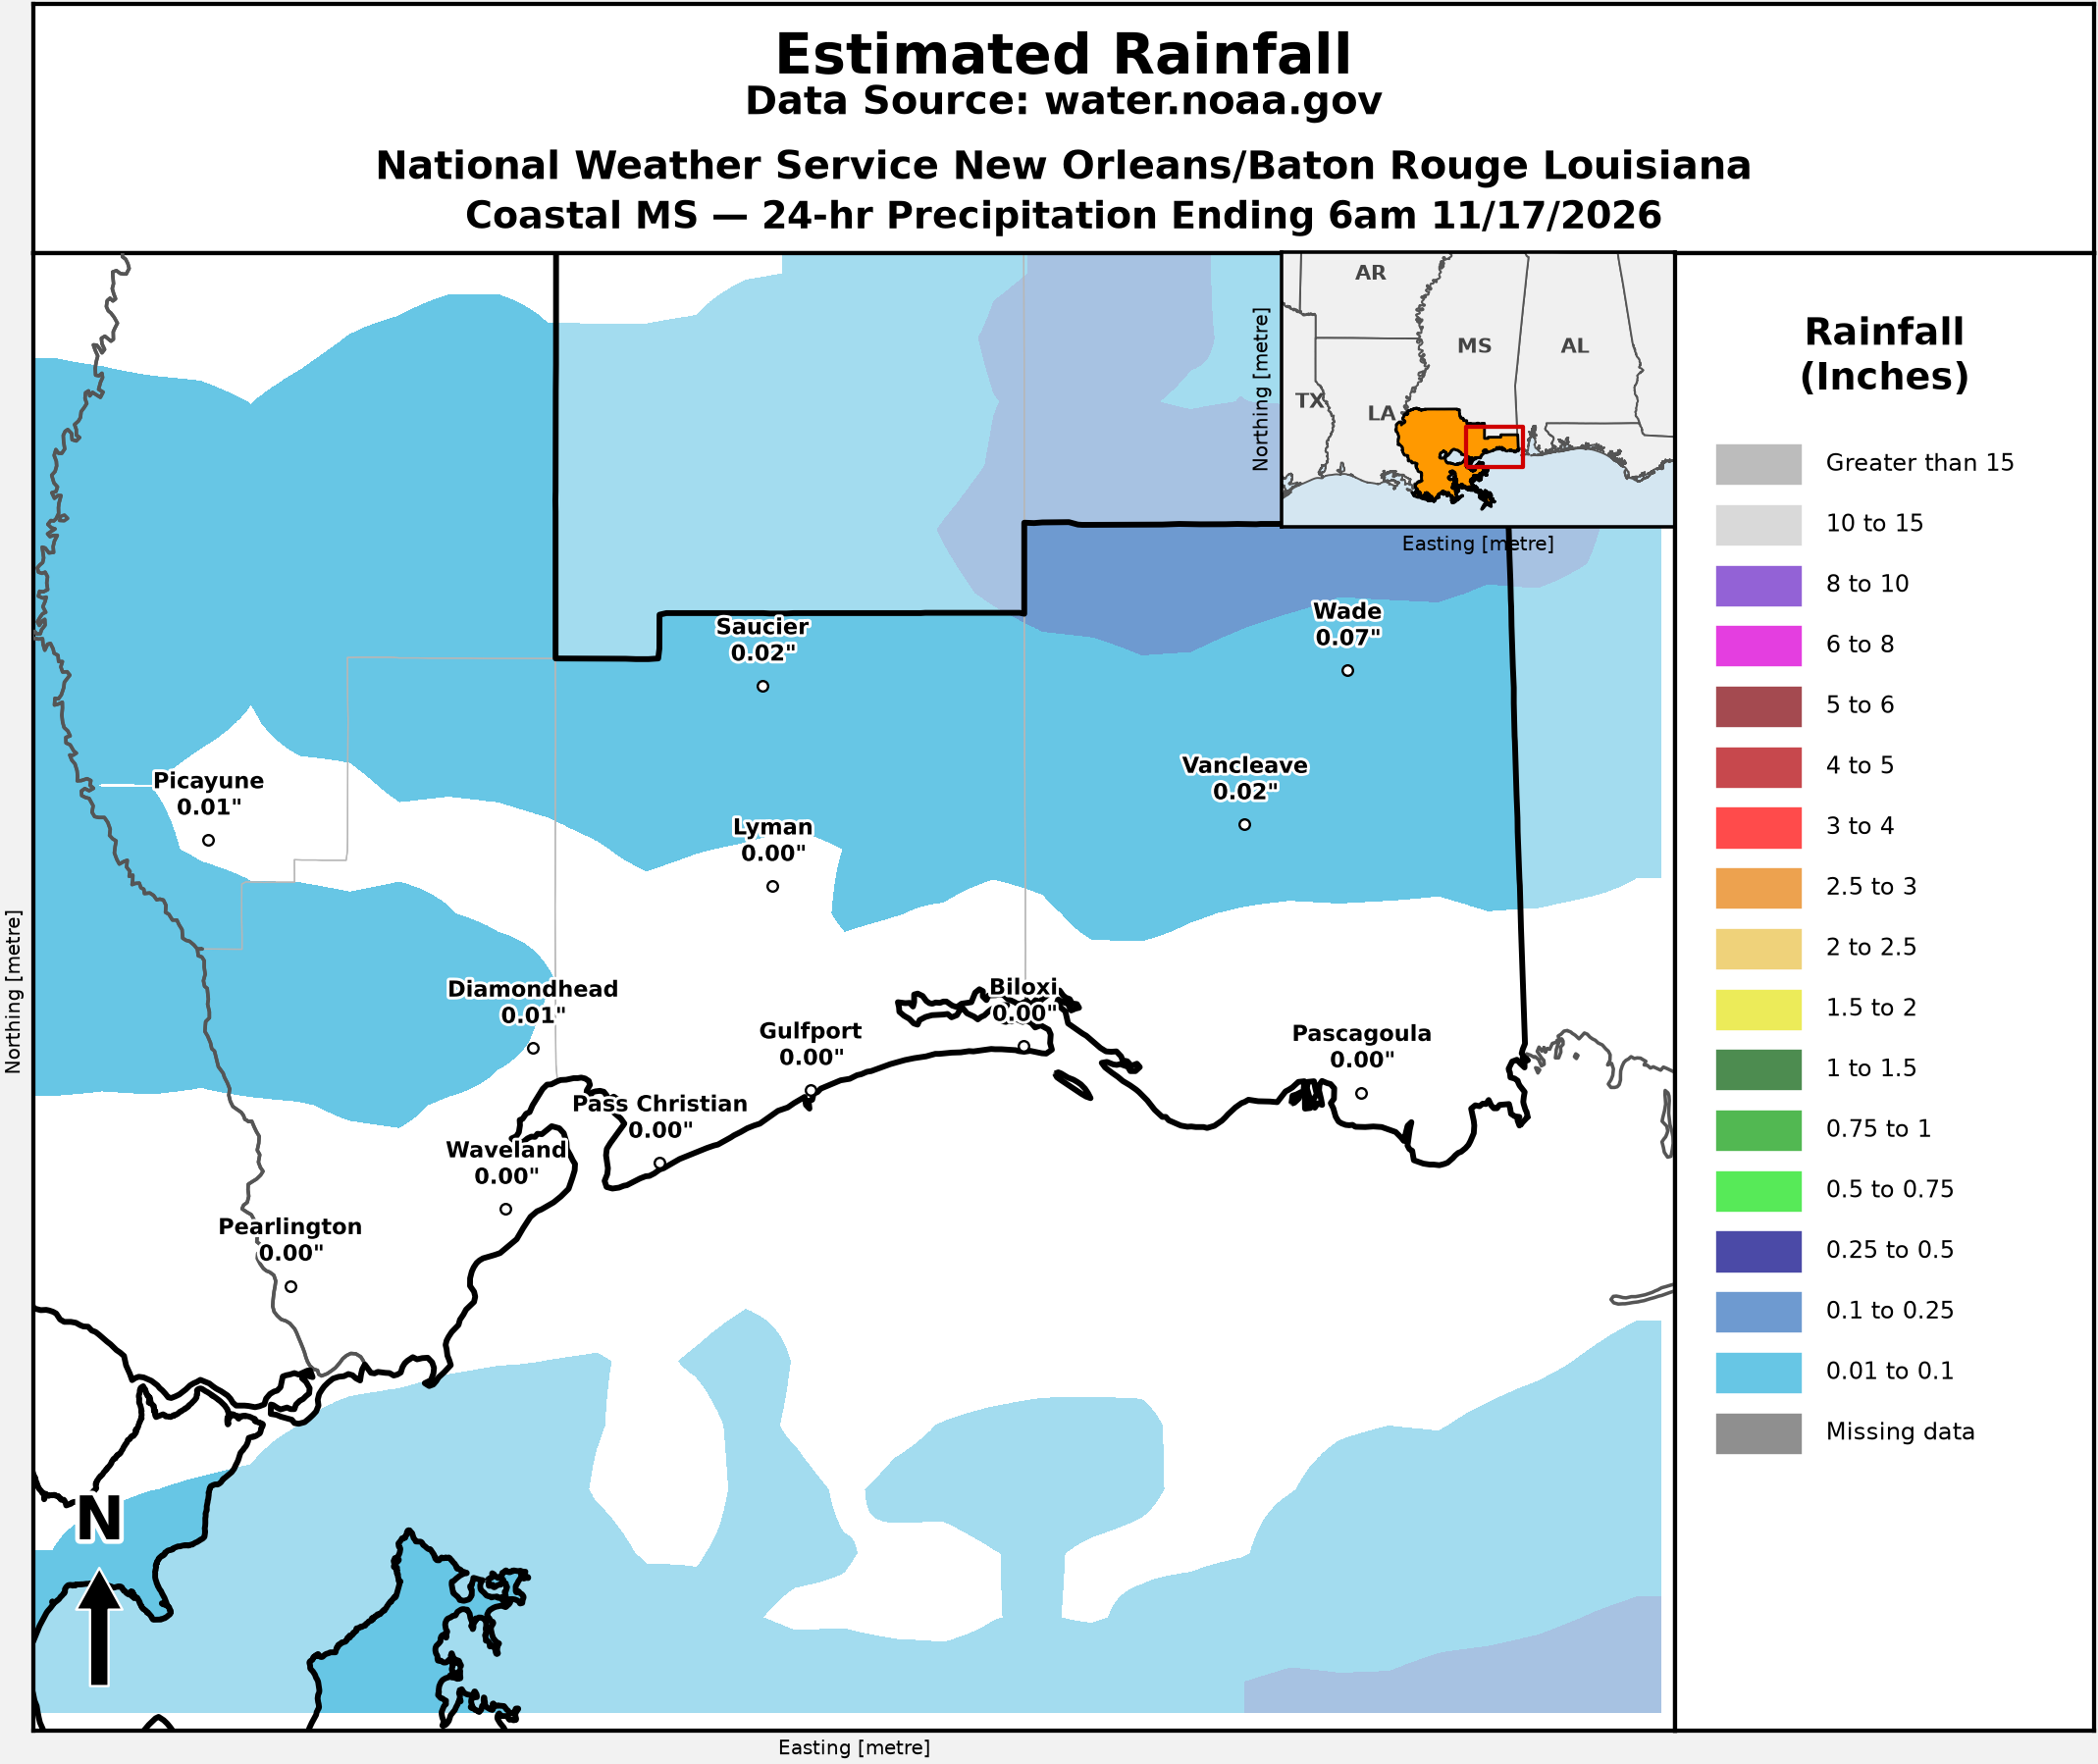 Estimated Rainfall
Data Source: water.noaa.gov
National Weather Service New Orleans/Baton Rouge Louisiana
Coastal MS — 24-hr Precipitation Ending 6am 11/17/2026
AR
MS
AL
TX
LA
Northing [metre]
Easting [metre]
Saucier
0.02"
Wade
0.07"
Picayune
0.01"
Vancleave
0.02"
Lyman
0.00"
Diamondhead
0.01"
Biloxi
0.00"
Gulfport
0.00"
Pascagoula
0.00"
Pass Christian
0.00"
Waveland
0.00"
Pearlington
0.00"
N
Northing [metre]
Easting [metre]
Rainfall
(Inches)
Greater than 15
10 to 15
8 to 10
6 to 8
5 to 6
4 to 5
3 to 4
2.5 to 3
2 to 2.5
1.5 to 2
1 to 1.5
0.75 to 1
0.5 to 0.75
0.25 to 0.5
0.1 to 0.25
0.01 to 0.1
Missing data